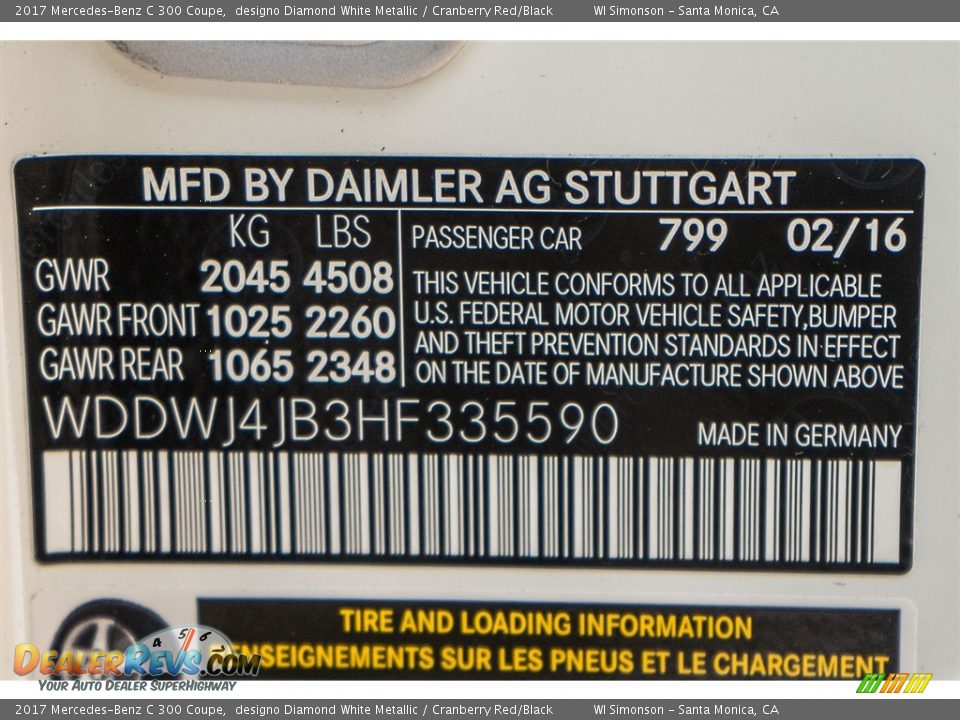 2017 Mercedes-Benz C 300 Coupe, designo Diamond White Metallic / Cranberry Red/Black WI Simonson - Santa Monica, CA
MFD BY DAIMLER AG STUTTGART
KG LBS
GVWR 2045 4508
GAWR FRONT 1025 2260
GAWR REAR 1065 2348
PASSENGER CAR 799 02/16
THIS VEHICLE CONFORMS TO ALL APPLICABLE
U.S. FEDERAL MOTOR VEHICLE SAFETY,BUMPER
AND THEFT PREVENTION STANDARDS IN EFFECT
ON THE DATE OF MANUFACTURE SHOWN ABOVE
WDDWJ4JB3HF335590
MADE IN GERMANY
TIRE AND LOADING INFORMATION
SUR LES PNEUS ET LE CHARGEMENT
4 5 6
DEALERREVS.COM
YOUR AUTO DEALER SUPERHIGHWAY
2017 Mercedes-Benz C 300 Coupe, designo Diamond White Metallic / Cranberry Red/Black WI Simonson - Santa Monica, CA